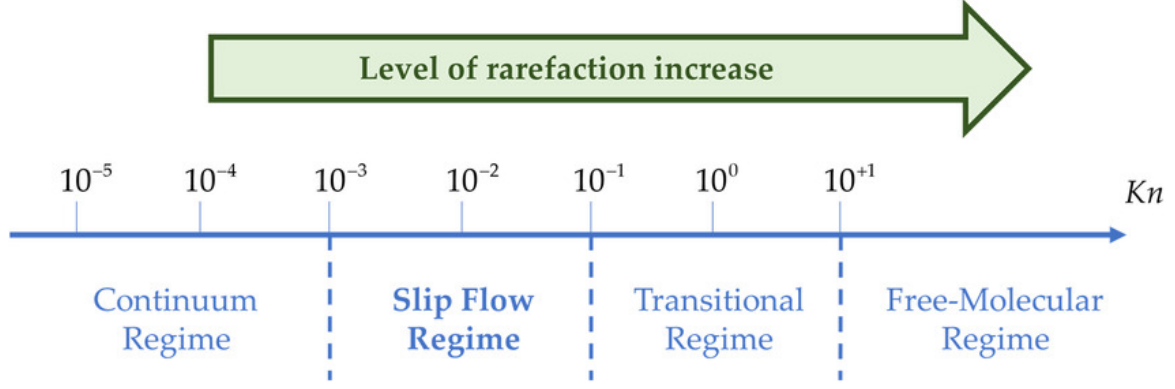 Level of rarefaction increase
10⁻⁵ 10⁻⁴ 10⁻³ 10⁻² 10⁻¹ 10⁰ 10⁺¹
Kn
Continuum
Regime
Slip Flow
Regime
Transitional
Regime
Free-Molecular
Regime